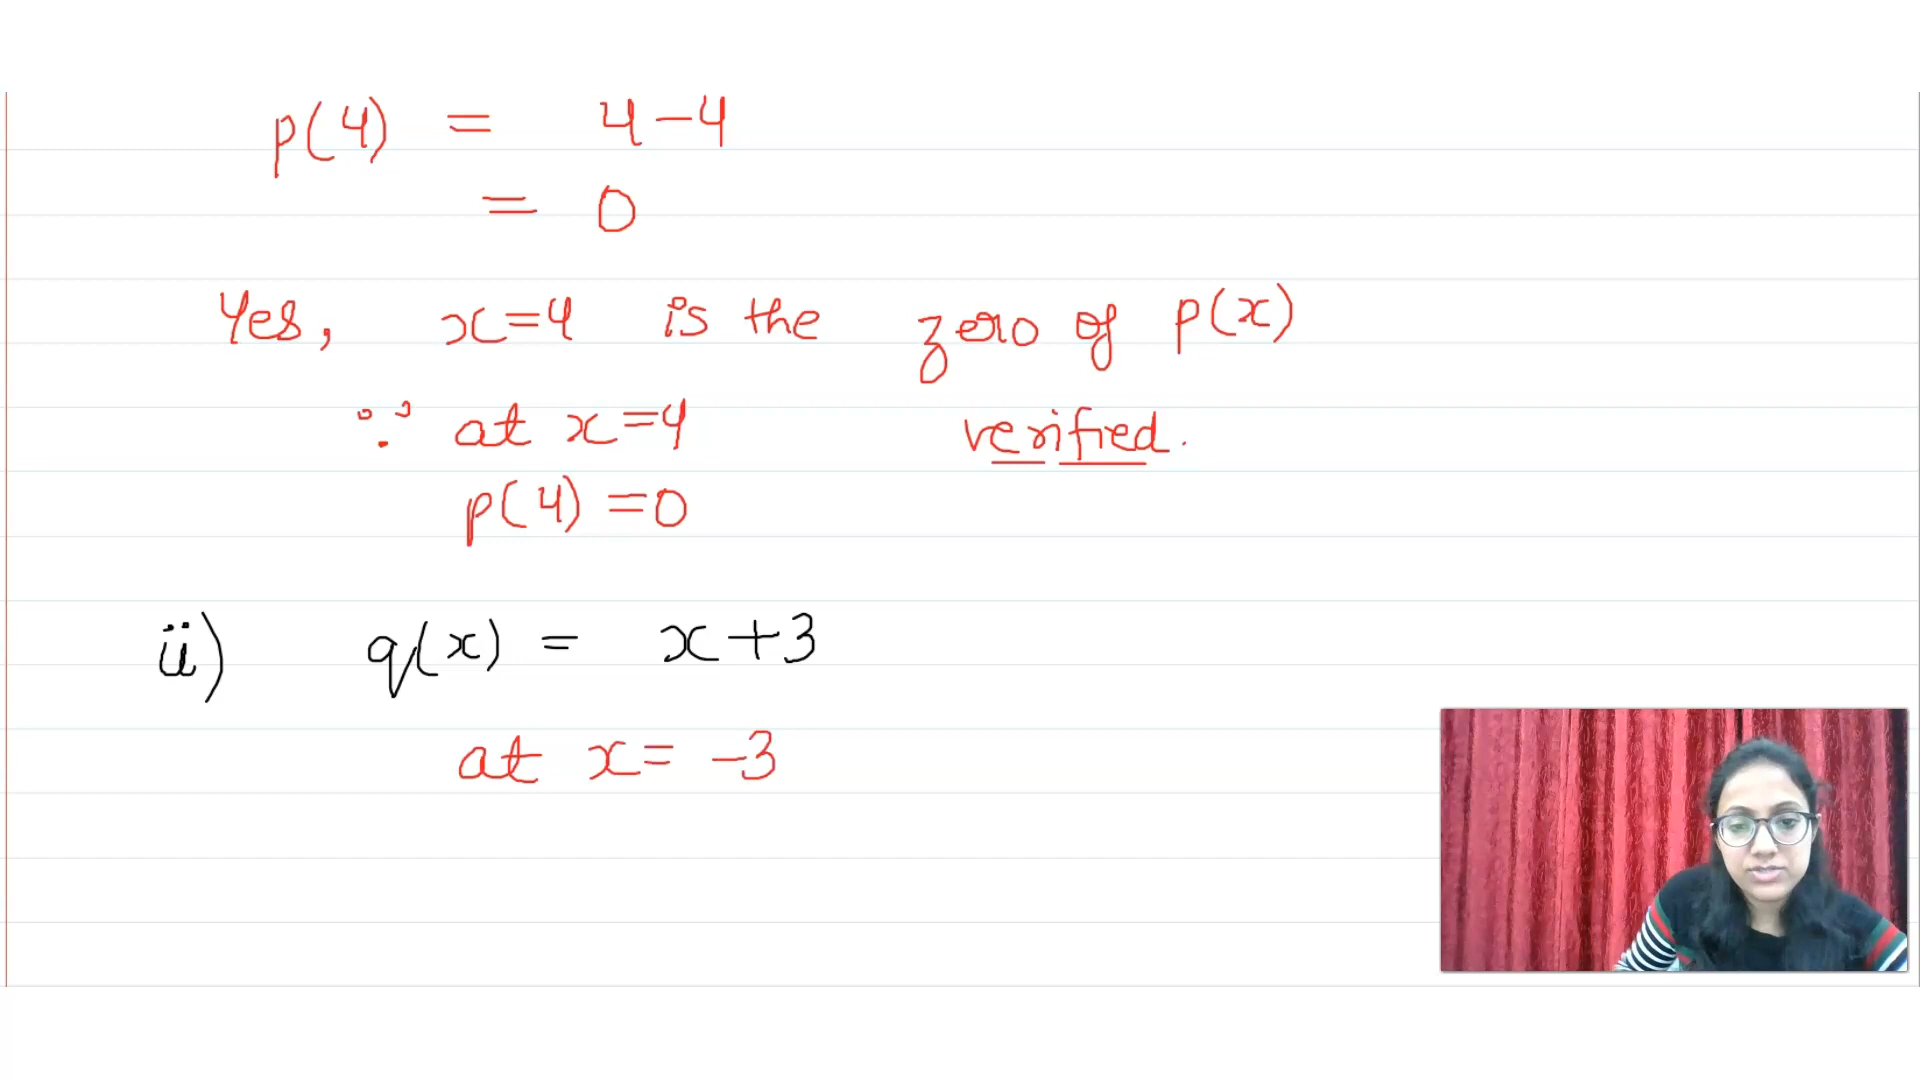 p(4) = 4-4
= 0
Yes, x=4 is the zero of p(x)
∵ at x=4 verified.
p(4) =0
ii) q(x) = x+3
at x= -3